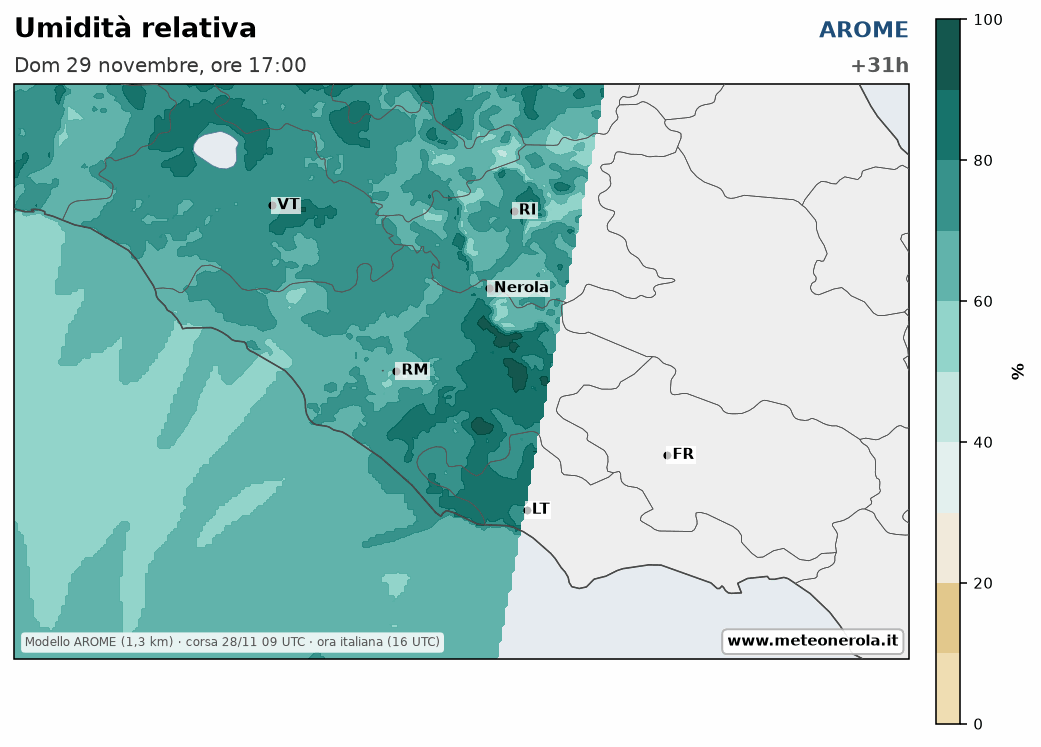 Umidità relativa
AROME
Dom 29 novembre, ore 17:00
+31h
100
80
60
40
20
0
%
VT
RI
Nerola
RM
FR
LT
Modello AROME (1,3 km) · corsa 28/11 09 UTC · ora italiana (16 UTC)
www.meteonerola.it